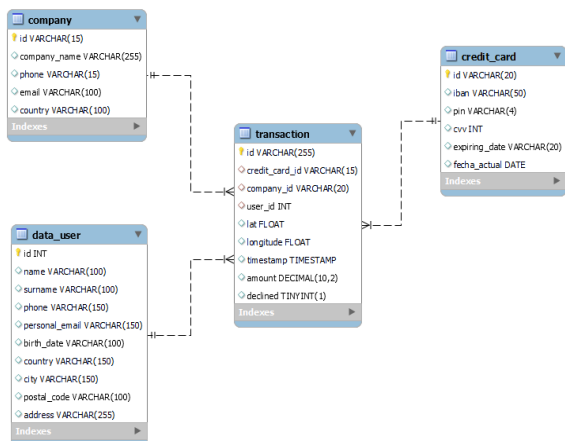 company
id VARCHAR(15)
company_name VARCHAR(255)
phone VARCHAR(15)
email VARCHAR(100)
country VARCHAR(100)
Indexes
credit_card
id VARCHAR(20)
iban VARCHAR(50)
pin VARCHAR(4)
cvv INT
expiring_date VARCHAR(20)
fecha_actual DATE
Indexes
transaction
id VARCHAR(255)
credit_card_id VARCHAR(15)
company_id VARCHAR(20)
user_id INT
lat FLOAT
longitude FLOAT
timestamp TIMESTAMP
amount DECIMAL(10,2)
declined TINYINT(1)
Indexes
data_user
id INT
name VARCHAR(100)
surname VARCHAR(100)
phone VARCHAR(150)
personal_email VARCHAR(150)
birth_date VARCHAR(100)
country VARCHAR(150)
city VARCHAR(150)
postal_code VARCHAR(100)
address VARCHAR(255)
Indexes